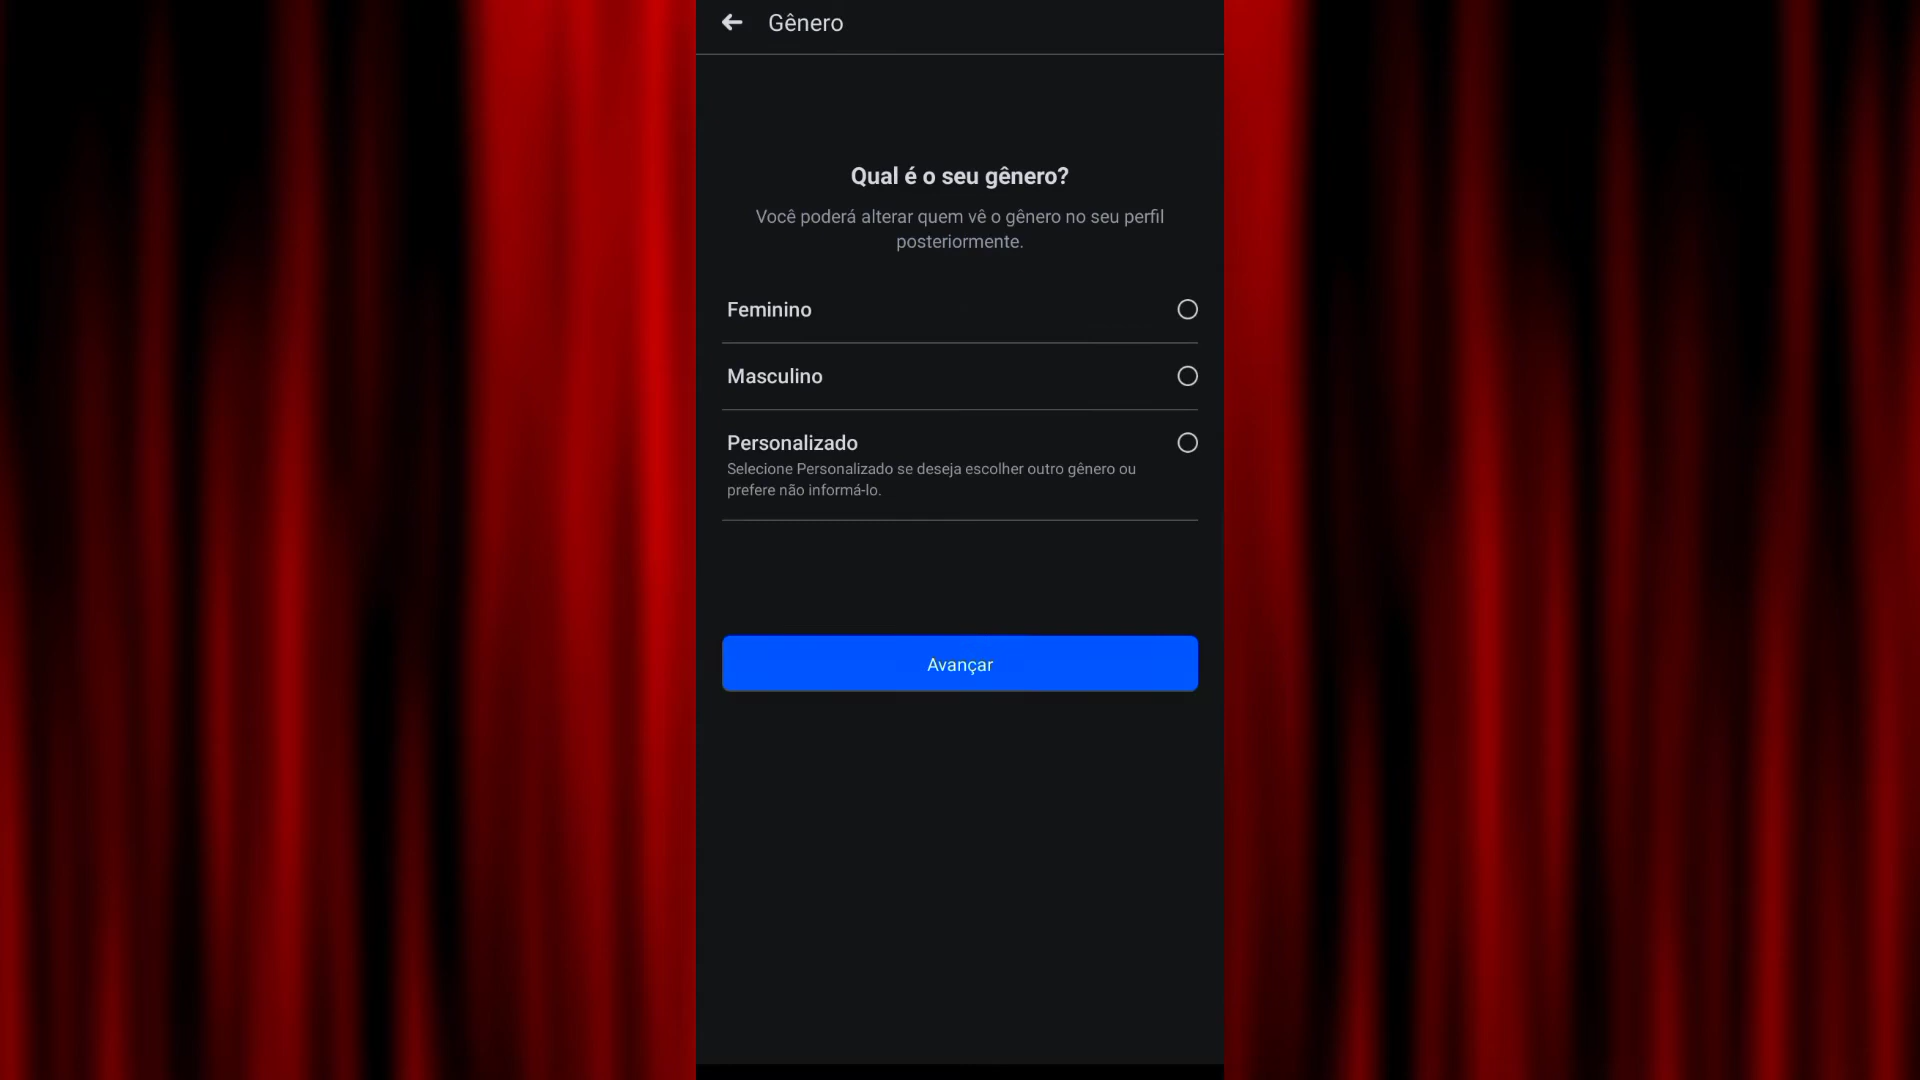 Gênero
Qual é o seu gênero?
Você poderá alterar quem vê o gênero no seu perfil
posteriormente.
Feminino
Masculino
Personalizado
Selecione Personalizado se deseja escolher outro gênero ou
prefere não informá-lo.
Avançar